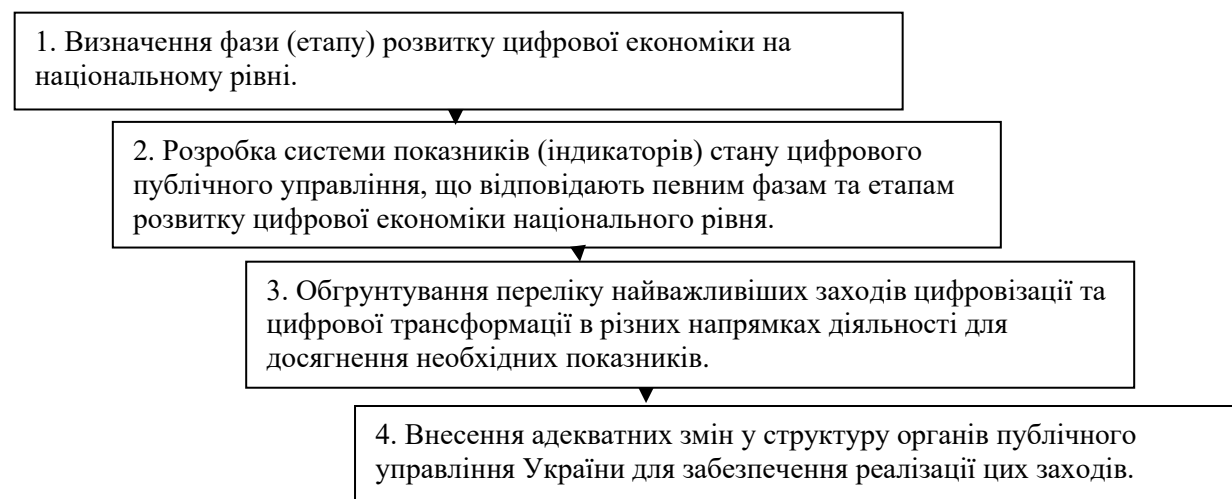 1. Визначення фази (етапу) розвитку цифрової економіки на
національному рівні.
2. Розробка системи показників (індикаторів) стану цифрового
публічного управління, що відповідають певним фазам та етапам
розвитку цифрової економіки національного рівня.
3. Обгрунтування переліку найважливіших заходів цифровізації та
цифрової трансформації в різних напрямках діяльності для
досягнення необхідних показників.
4. Внесення адекватних змін у структуру органів публічного
управління України для забезпечення реалізації цих заходів.